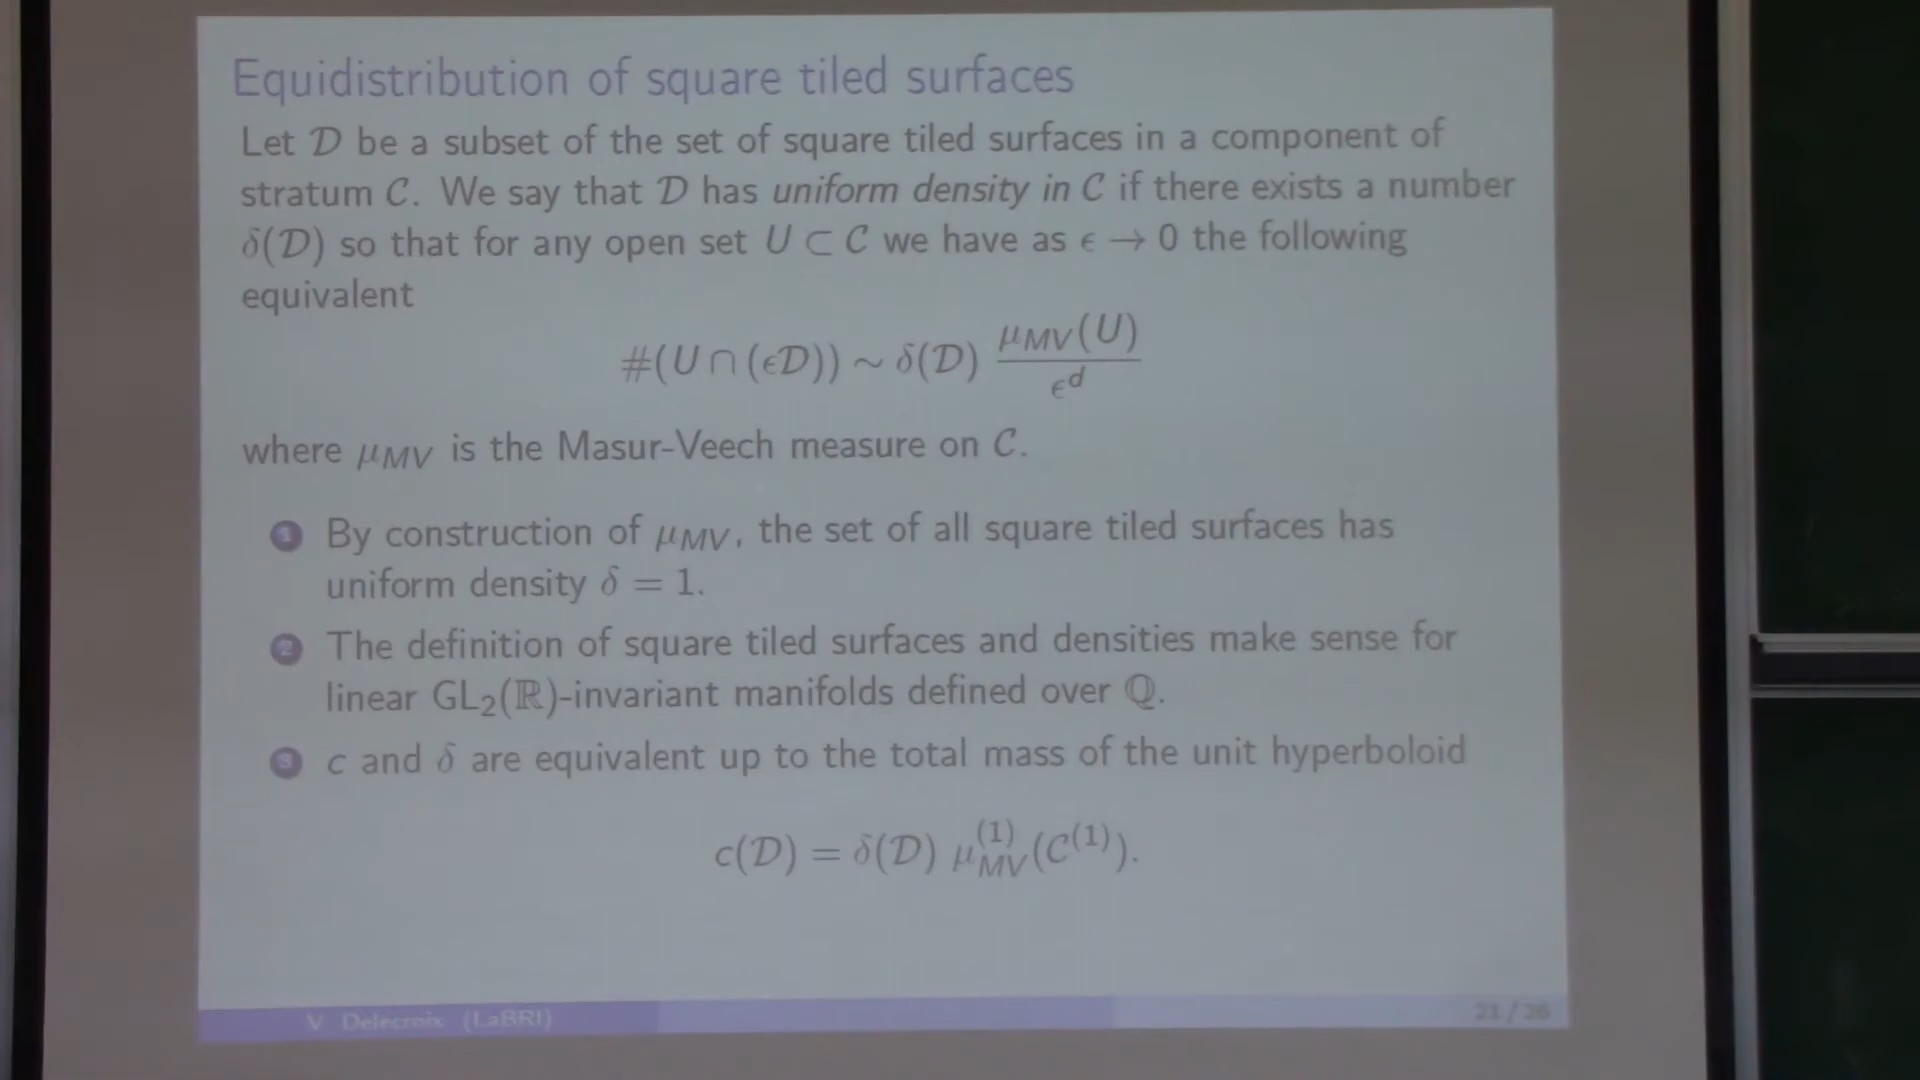 Equidistribution of square tiled surfaces
Let 𝒟 be a subset of the set of square tiled surfaces in a component of
stratum 𝒞. We say that 𝒟 has uniform density in 𝒞 if there exists a number
δ(𝒟) so that for any open set U ⊂ 𝒞 we have as ϵ → 0 the following
equivalent
#(U ∩ (ϵ𝒟)) ~ δ(𝒟) μ_MV(U) / ϵ^d
where μ_MV is the Masur-Veech measure on 𝒞.
1 By construction of μ_MV, the set of all square tiled surfaces has
uniform density δ = 1.
2 The definition of square tiled surfaces and densities make sense for
linear GL₂(ℝ)-invariant manifolds defined over ℚ.
3 c and δ are equivalent up to the total mass of the unit hyperboloid
c(𝒟) = δ(𝒟) μ_MV^(1)(𝒞^(1)).
V Delecroix (LaBRI) 21 / 26